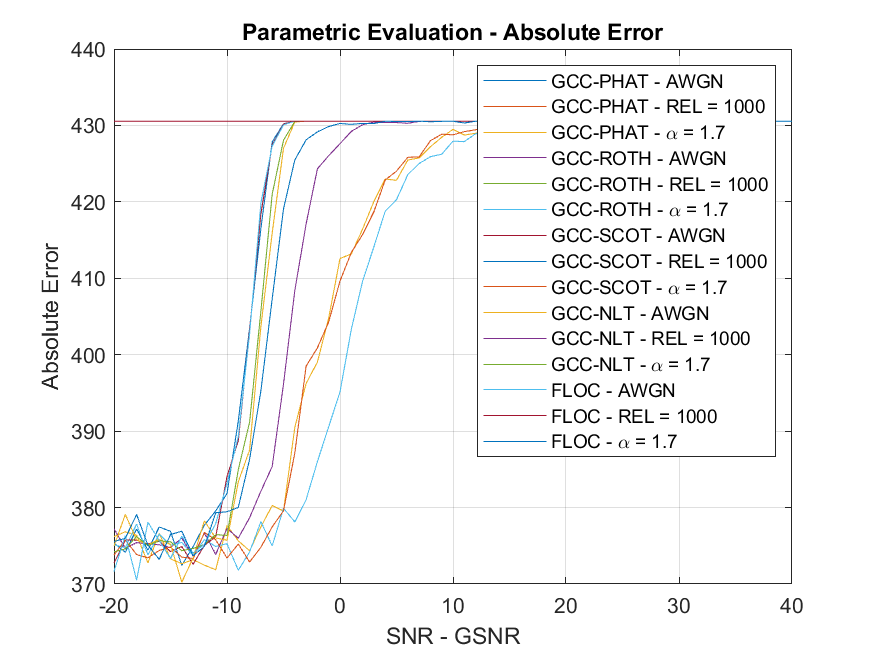 Parametric Evaluation - Absolute Error
440
430
420
410
400
390
380
370
Absolute Error
-20
-10
0
10
20
30
40
SNR - GSNR
GCC-PHAT - AWGN
GCC-PHAT - REL = 1000
GCC-PHAT - α = 1.7
GCC-ROTH - AWGN
GCC-ROTH - REL = 1000
GCC-ROTH - α = 1.7
GCC-SCOT - AWGN
GCC-SCOT - REL = 1000
GCC-SCOT - α = 1.7
GCC-NLT - AWGN
GCC-NLT - REL = 1000
GCC-NLT - α = 1.7
FLOC - AWGN
FLOC - REL = 1000
FLOC - α = 1.7